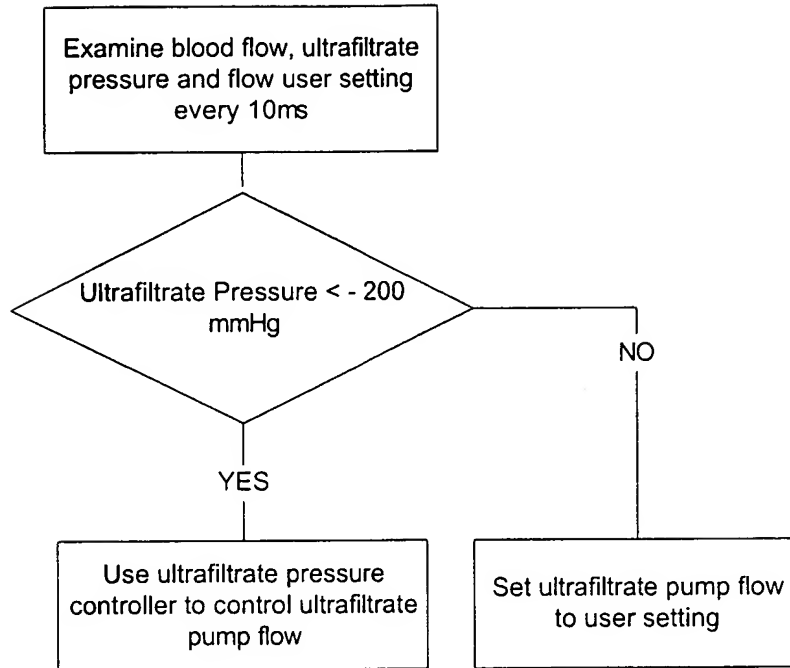 Examine blood flow, ultrafiltrate
pressure and flow user setting
every 10ms
Ultrafiltrate Pressure < - 200
mmHg
NO
YES
Use ultrafiltrate pressure
controller to control ultrafiltrate
pump flow
Set ultrafiltrate pump flow
to user setting